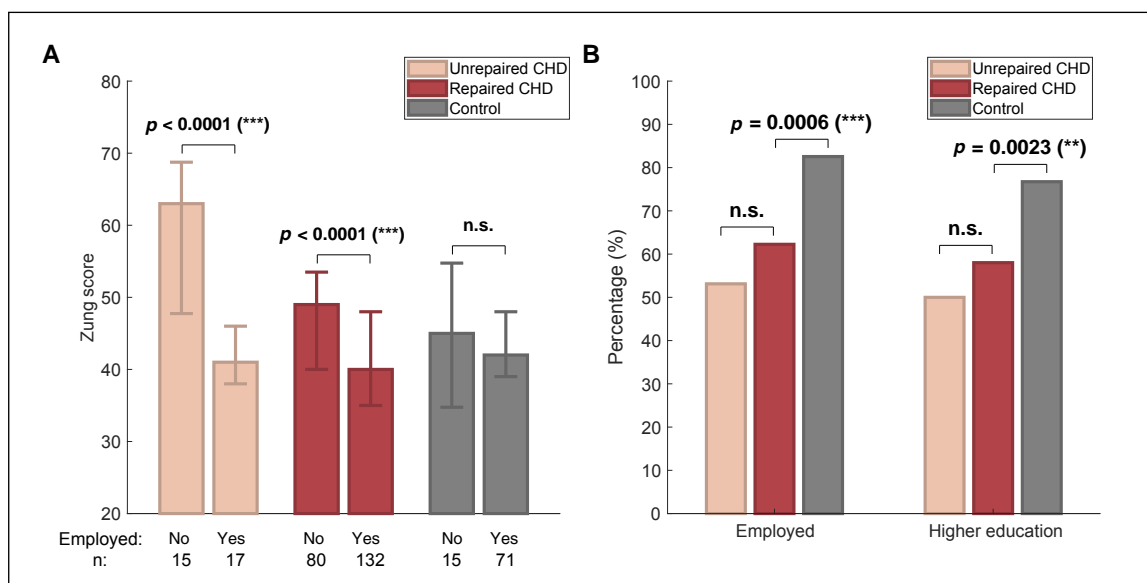 A
Unrepaired CHD
Repaired CHD
Control
80
70
60
50
40
30
20
Zung score
p < 0.0001 (***)
p < 0.0001 (***)
n.s.
Employed: No Yes No Yes No Yes
n: 15 17 80 132 15 71
B
Unrepaired CHD
Repaired CHD
Control
100
90
80
70
60
50
40
30
20
10
0
Percentage (%)
p = 0.0006 (***)
p = 0.0023 (**)
n.s.
n.s.
Employed Higher education